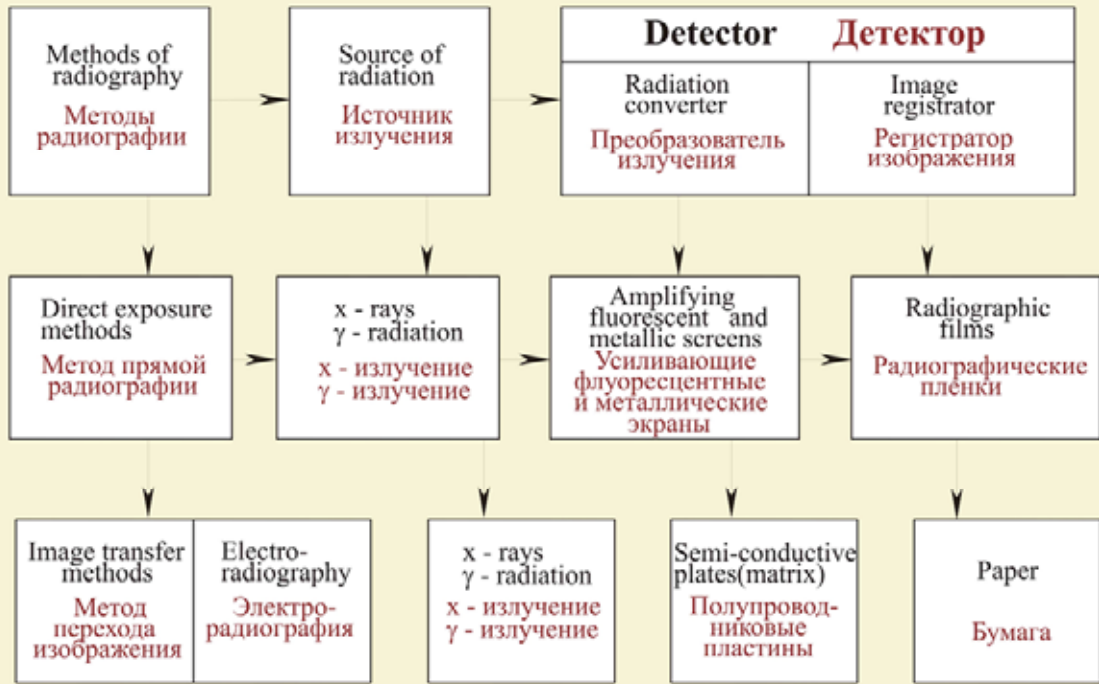 Methods of
radiography
Методы
радиографии
Source of
radiation
Источник
излучения
Detector Детектор
Radiation
converter
Преобразователь
излучения
Image
registrator
Регистратор
изображения
Direct exposure
methods
Метод прямой
радиографии
x - rays
γ - radiation
x - излучение
γ - излучение
Amplifying
fluorescent and
metallic screens
Усиливающие
флуоресцентные
и металлические
экраны
Radiographic
films
Радиографические
пленки
Image transfer
methods
Метод
перехода
изображения
Electro-
radiography
Электро-
радиография
x - rays
γ - radiation
x - излучение
γ - излучение
Semi-conductive
plates(matrix)
Полупровод-
никовые
пластины
Paper
Бумага